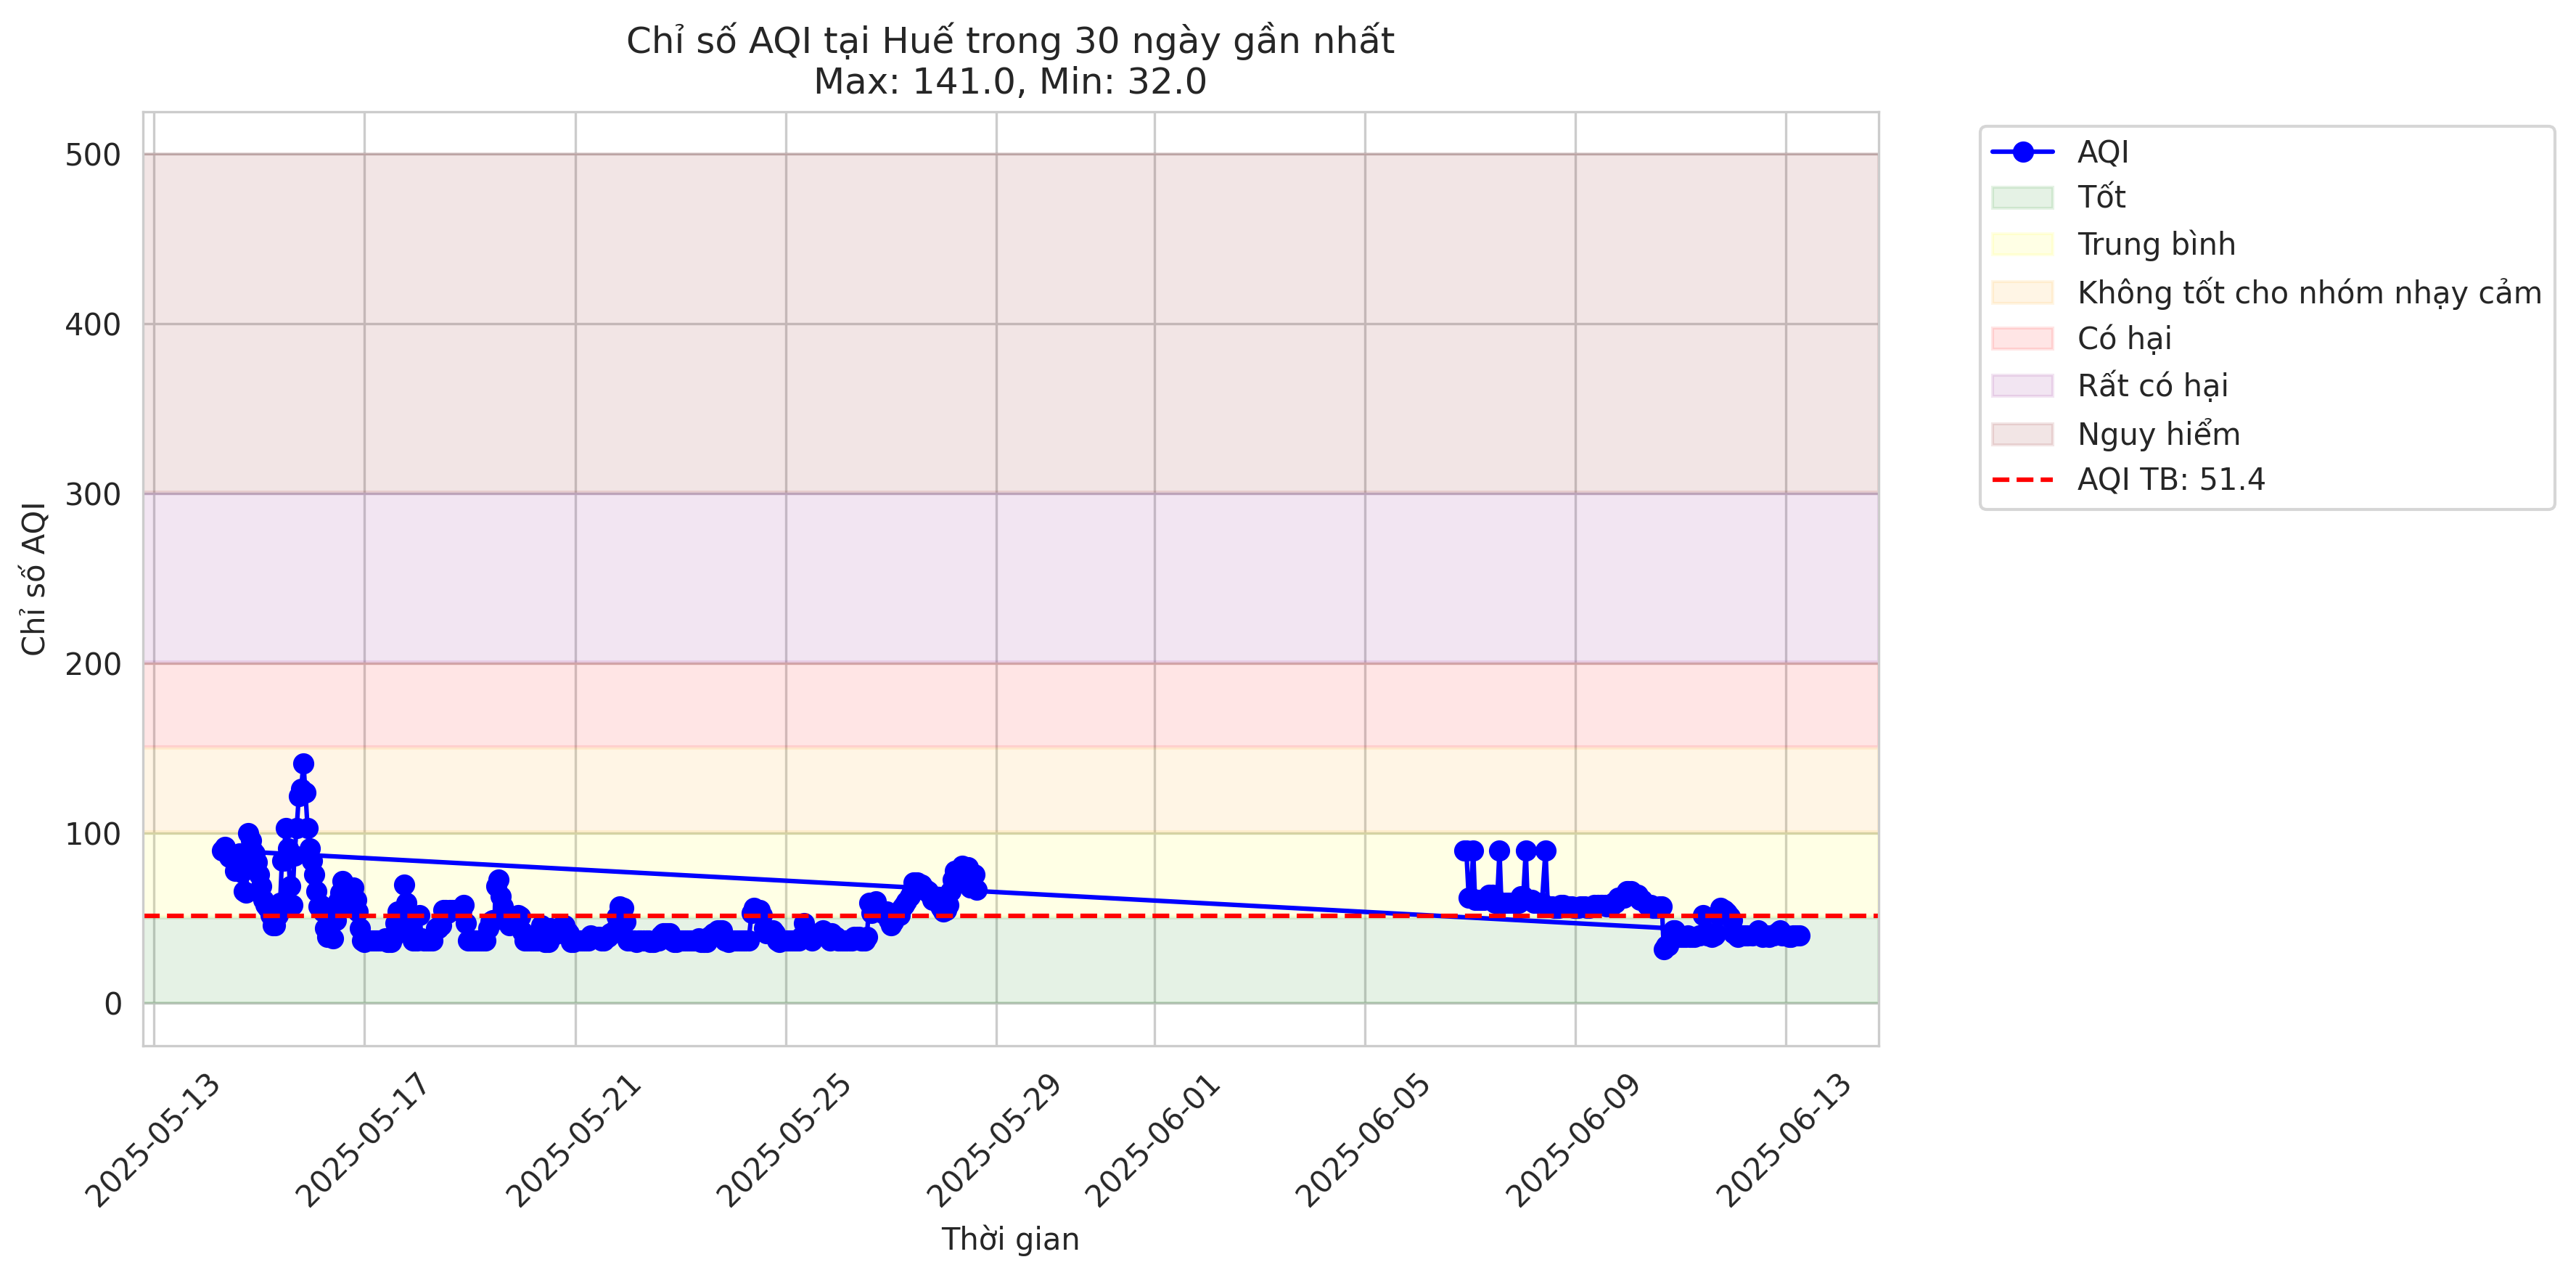 Chỉ số AQI tại Huế trong 30 ngày gần nhất
Max: 141.0, Min: 32.0
Chỉ số AQI
500
400
300
200
100
0
2025-05-13
2025-05-17
2025-05-21
2025-05-25
2025-05-29
2025-06-01
2025-06-05
2025-06-09
2025-06-13
Thời gian
AQI
Tốt
Trung bình
Không tốt cho nhóm nhạy cảm
Có hại
Rất có hại
Nguy hiểm
AQI TB: 51.4